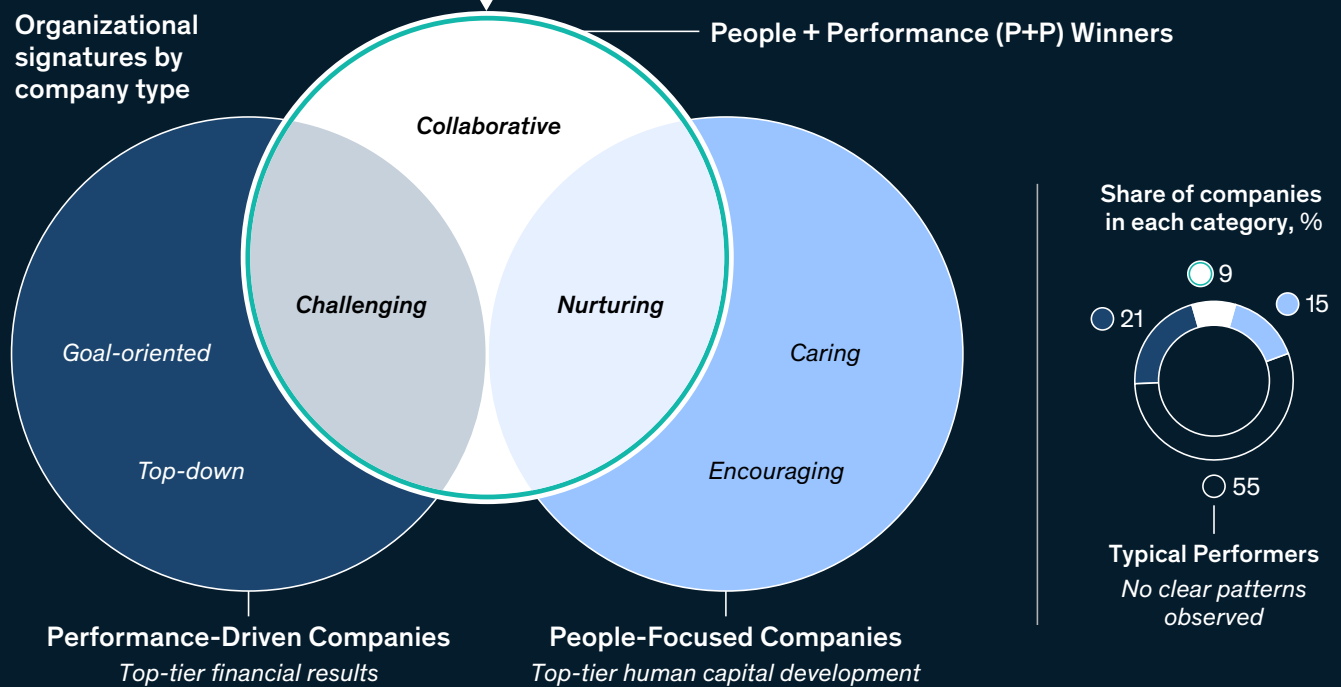 Organizational
signatures by
company type
People + Performance (P+P) Winners
Collaborative
Challenging
Nurturing
Goal-oriented
Caring
Top-down
Encouraging
Performance-Driven Companies
Top-tier financial results
People-Focused Companies
Top-tier human capital development
Share of companies
in each category, %
9
15
21
55
Typical Performers
No clear patterns
observed